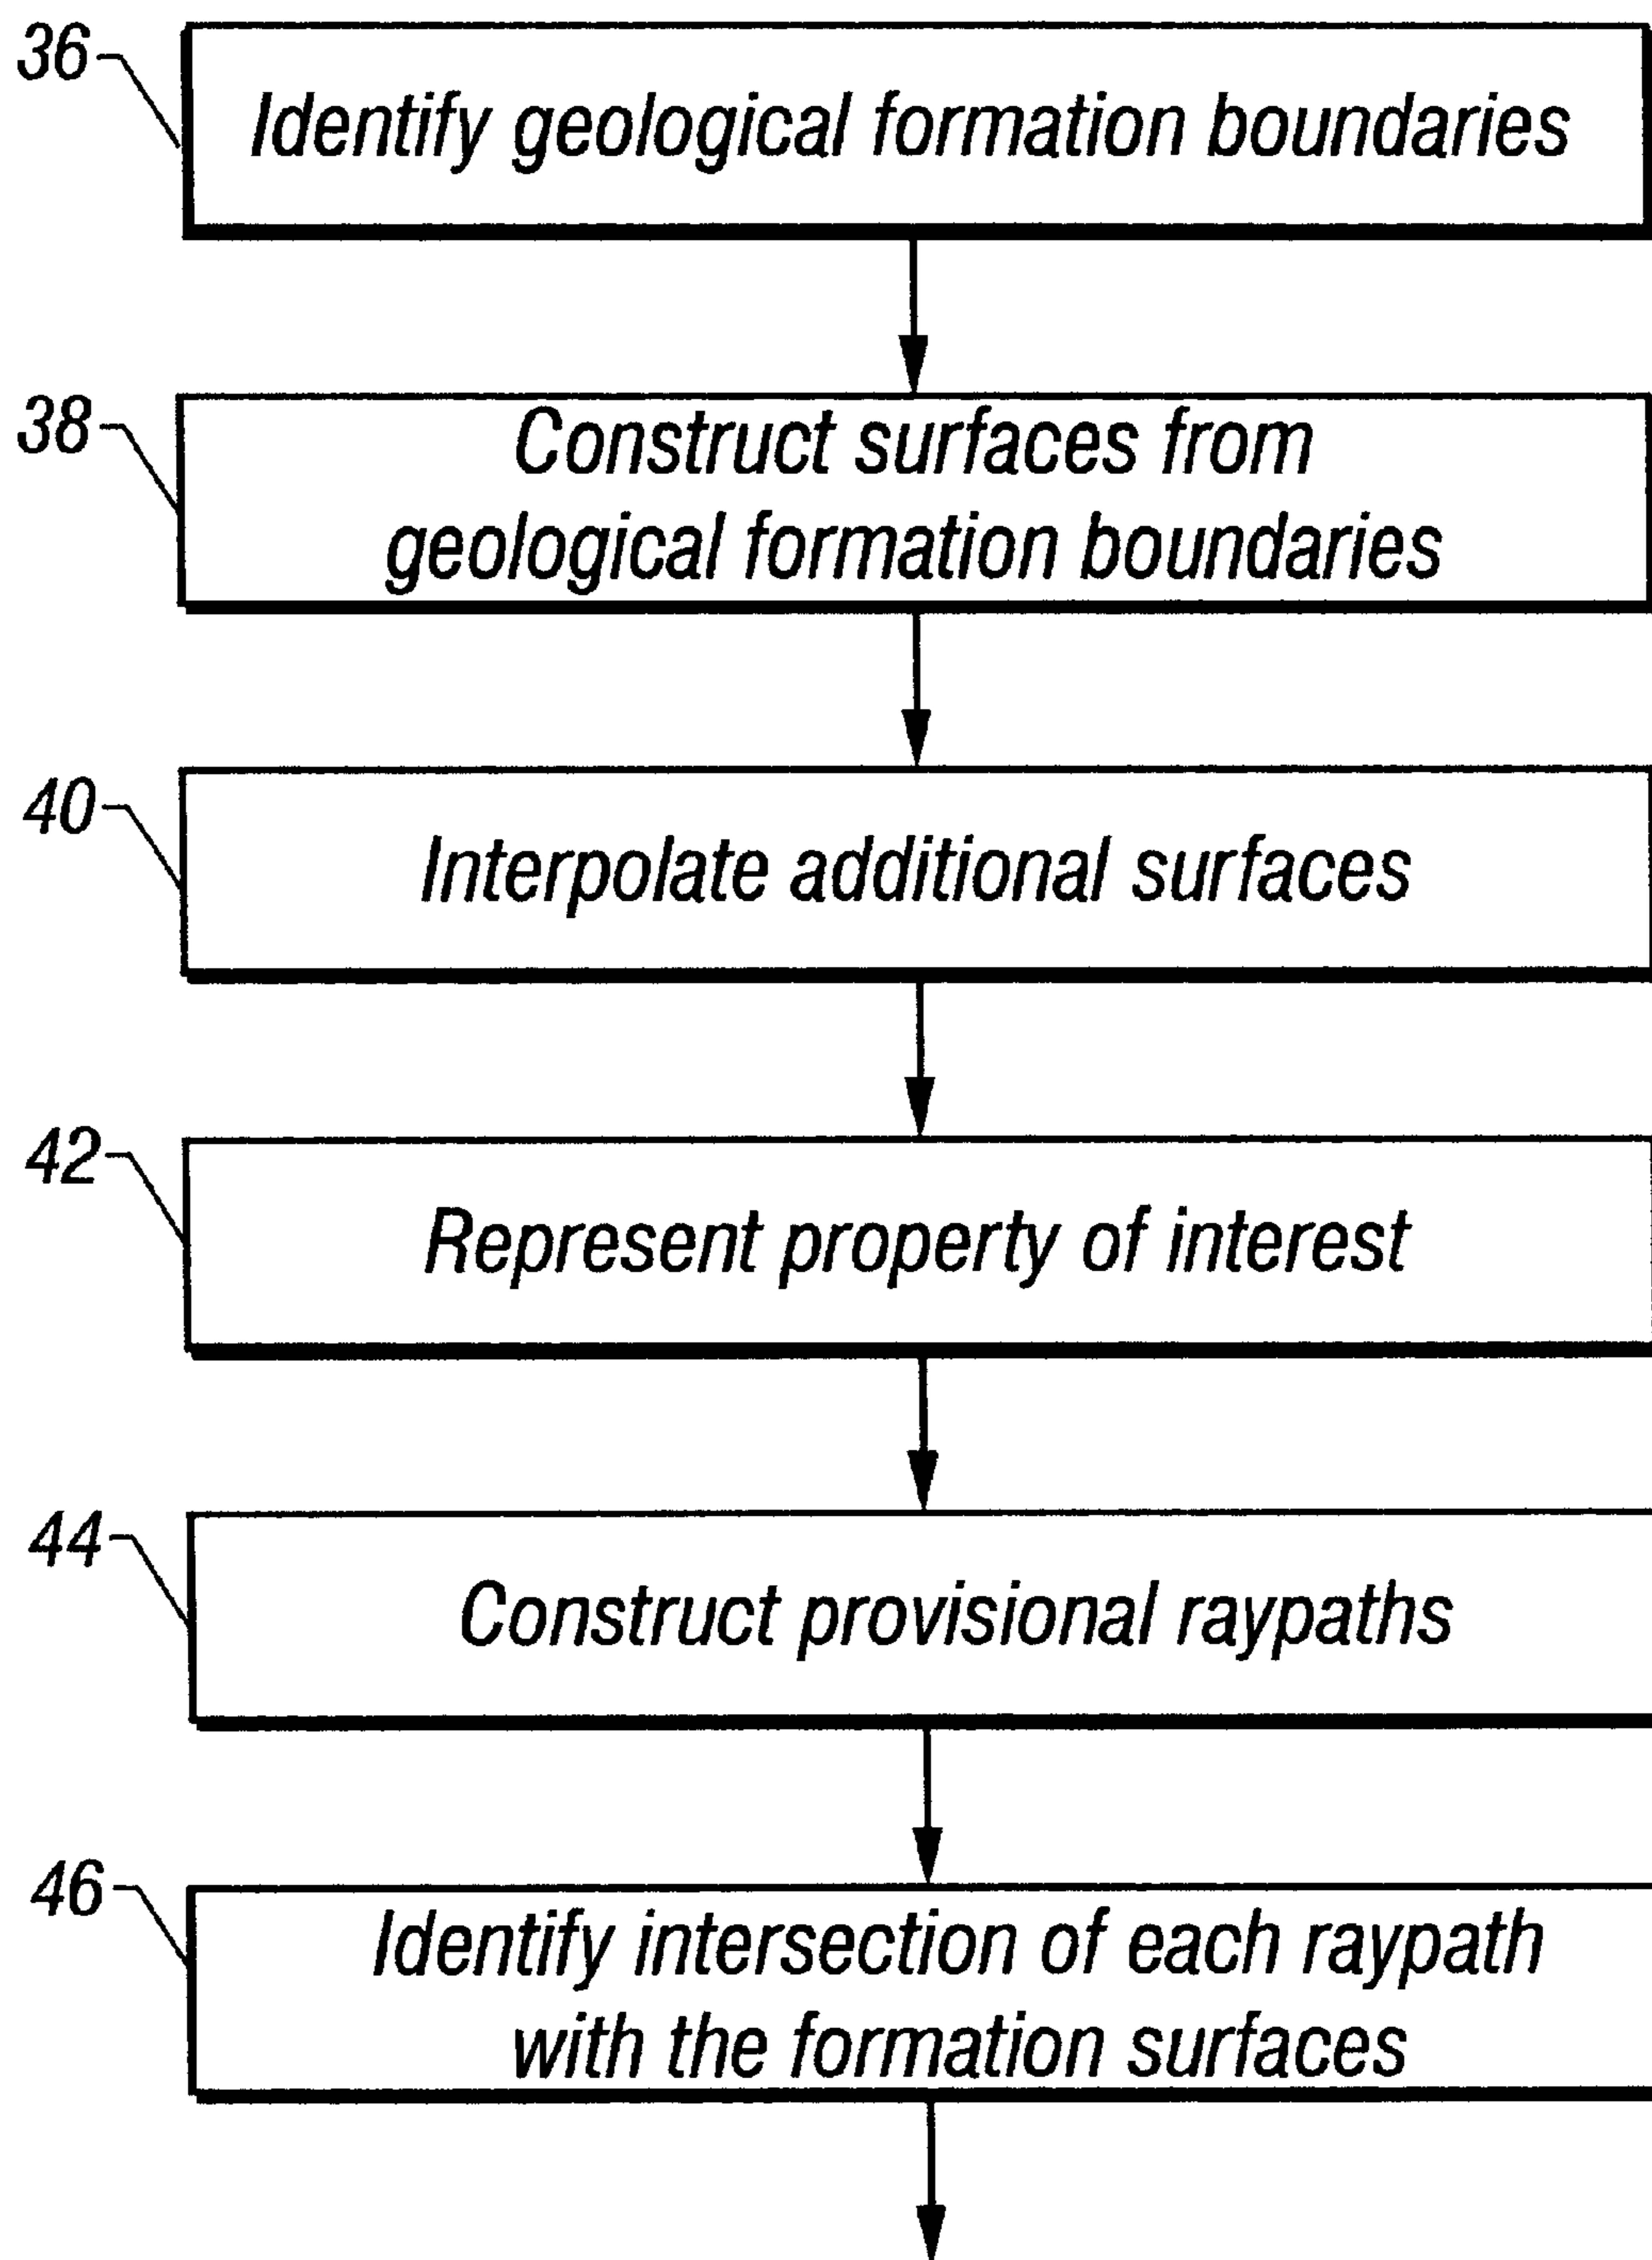 36
Identify geological formation boundaries
38
Construct surfaces from
geological formation boundaries
40
Interpolate additional surfaces
42
Represent property of interest
44
Construct provisional raypaths
46
Identify intersection of each raypath
with the formation surfaces